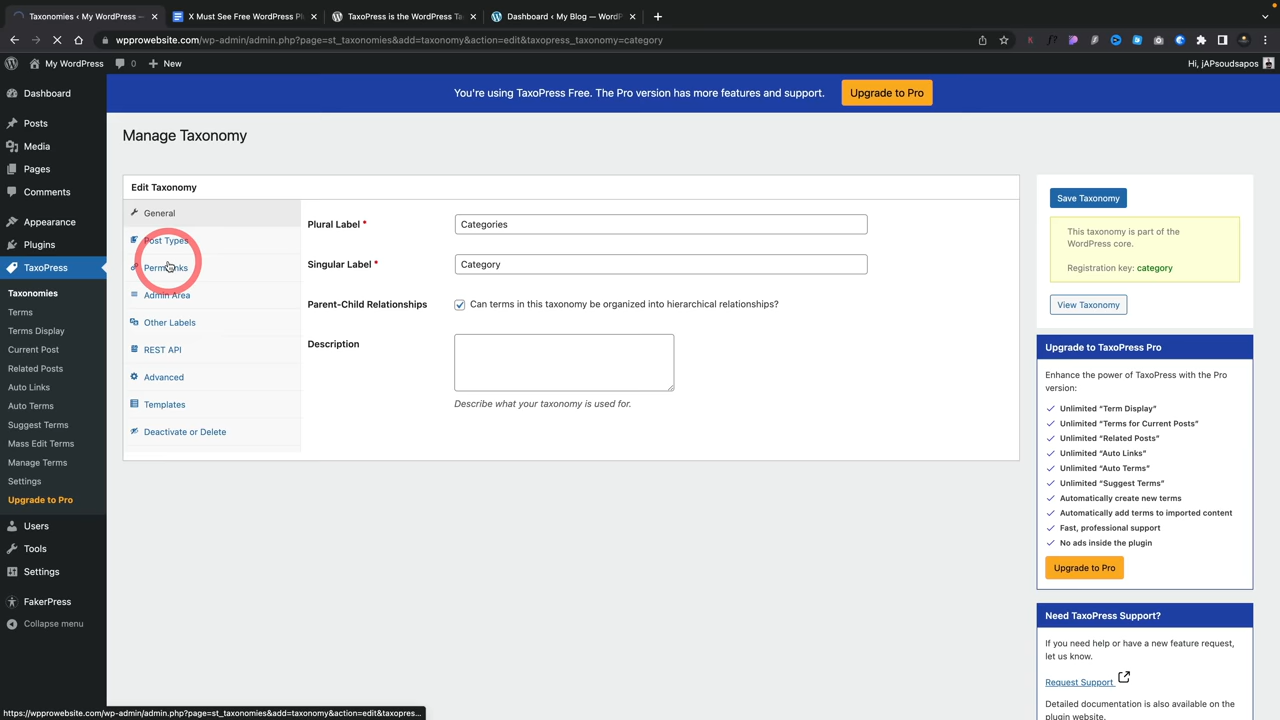 Taxonomies ‹ My WordPress
X Must See Free WordPress Pl
TaxoPress is the WordPress Ta
Dashboard ‹ My Blog — WordP
wpprowebsite.com/wp-admin/admin.php?page=st_taxonomies&add=taxonomy&action=edit&taxopress_taxonomy=category
My WordPress
0
New
Hi, jAPsoudsapos
You're using TaxoPress Free. The Pro version has more features and support.
Upgrade to Pro
Dashboard
Posts
Media
Pages
Comments
Appearance
Plugins
TaxoPress
Taxonomies
Terms
Terms Display
Current Post
Related Posts
Auto Links
Auto Terms
Suggest Terms
Mass Edit Terms
Manage Terms
Settings
Upgrade to Pro
Users
Tools
Settings
FakerPress
Collapse menu
Manage Taxonomy
Edit Taxonomy
General
Post Types
Permalinks
Admin Area
Other Labels
REST API
Advanced
Templates
Deactivate or Delete
Plural Label *
Categories
Singular Label *
Category
Parent-Child Relationships
Can terms in this taxonomy be organized into hierarchical relationships?
Description
Describe what your taxonomy is used for.
Save Taxonomy
This taxonomy is part of the
WordPress core.
Registration key: category
View Taxonomy
Upgrade to TaxoPress Pro
Enhance the power of TaxoPress with the Pro
version:
Unlimited “Term Display”
Unlimited “Terms for Current Posts”
Unlimited “Related Posts”
Unlimited “Auto Links”
Unlimited “Auto Terms”
Unlimited “Suggest Terms”
Automatically create new terms
Automatically add terms to imported content
Fast, professional support
No ads inside the plugin
Upgrade to Pro
Need TaxoPress Support?
If you need help or have a new feature request,
let us know.
Request Support
Detailed documentation is also available on the
plugin website.
https://wpprowebsite.com/wp-admin/admin.php?page=st_taxonomies&add=taxonomy&action=edit&taxopres...